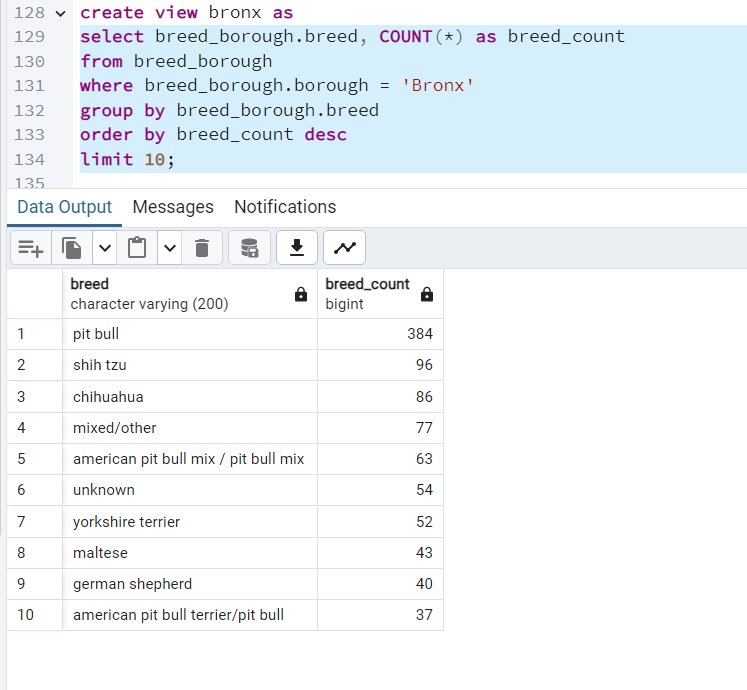 128 create view bronx as
129 select breed_borough.breed, COUNT(*) as breed_count
130 from breed_borough
131 where breed_borough.borough = 'Bronx'
132 group by breed_borough.breed
133 order by breed_count desc
134 limit 10;
135
Data Output Messages Notifications
breed breed_count
character varying (200) bigint
1 pit bull 384
2 shih tzu 96
3 chihuahua 86
4 mixed/other 77
5 american pit bull mix / pit bull mix 63
6 unknown 54
7 yorkshire terrier 52
8 maltese 43
9 german shepherd 40
10 american pit bull terrier/pit bull 37